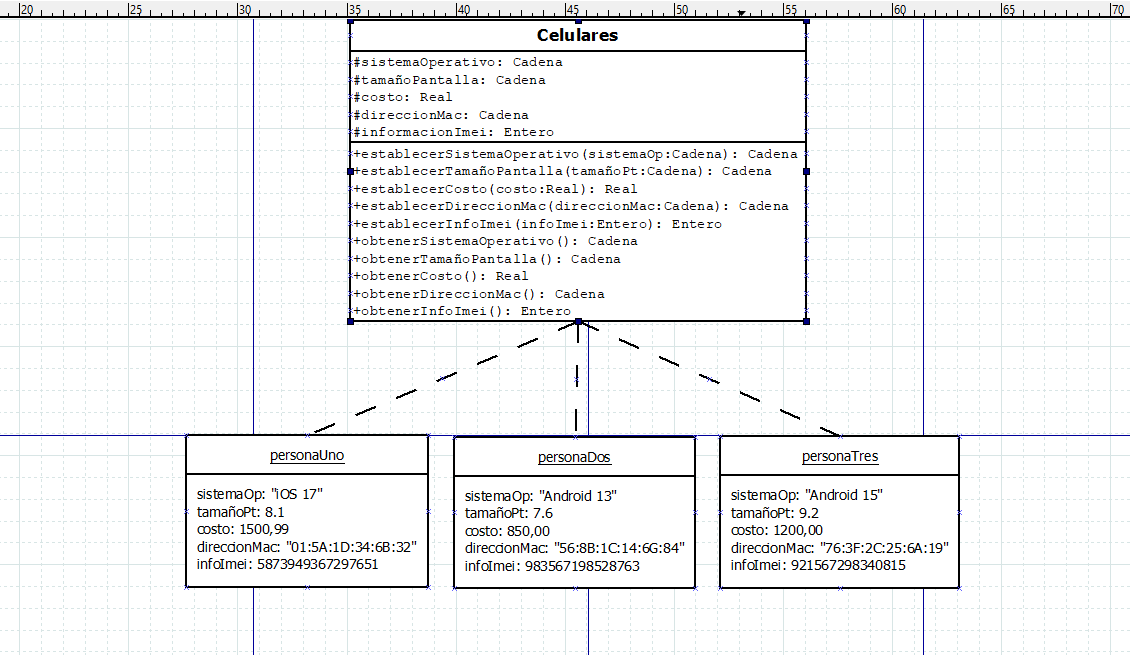 20 25 30 35 40 45 50 55 60 65 70
Celulares
#sistemaOperativo: Cadena
#tamañoPantalla: Cadena
#costo: Real
#direccionMac: Cadena
#informacionImei: Entero
+establecerSistemaOperativo(sistemaOp:Cadena): Cadena
+establecerTamañoPantalla(tamañoPt:Cadena): Cadena
+establecerCosto(costo:Real): Real
+establecerDireccionMac(direccionMac:Cadena): Cadena
+establecerInfoImei(infoImei:Entero): Entero
+obtenerSistemaOperativo(): Cadena
+obtenerTamañoPantalla(): Cadena
+obtenerCosto(): Real
+obtenerDireccionMac(): Cadena
+obtenerInfoImei(): Entero
personaUno
sistemaOp: "iOS 17"
tamañoPt: 8.1
costo: 1500,99
direccionMac: "01:5A:1D:34:6B:32"
infoImei: 5873949367297651
personaDos
sistemaOp: "Android 13"
tamañoPt: 7.6
costo: 850,00
direccionMac: "56:8B:1C:14:6G:84"
infoImei: 983567198528763
personaTres
sistemaOp: "Android 15"
tamañoPt: 9.2
costo: 1200,00
direccionMac: "76:3F:2C:25:6A:19"
infoImei: 921567298340815